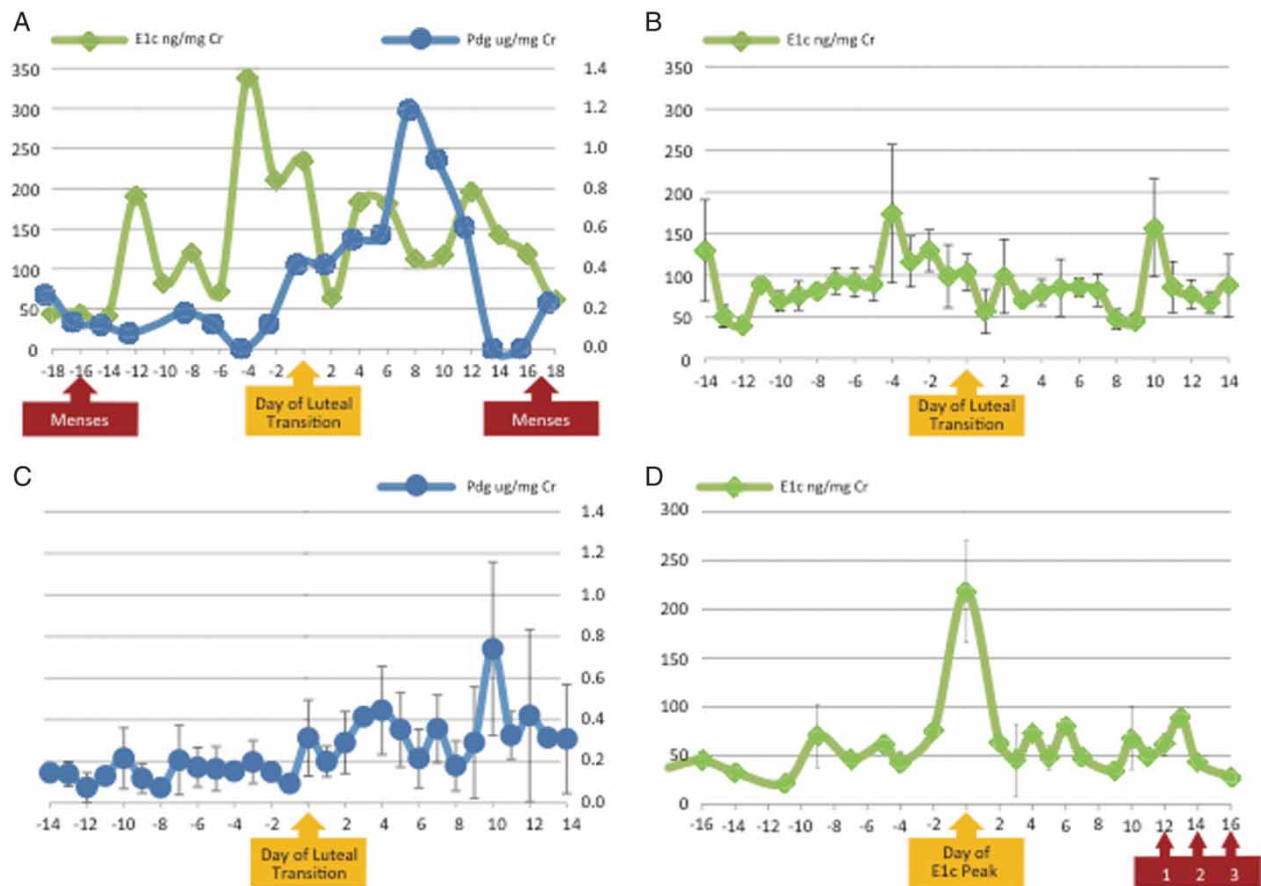 A
E1c ng/mg Cr
Pdg ug/mg Cr
350
300
250
200
150
100
50
0
1.4
1.2
1.0
0.8
0.6
0.4
0.2
0.0
-18 -16 -14 -12 -10 -8 -6 -4 -2 2 4 6 8 10 12 14 16 18
Menses
Day of Luteal
Transition
Menses
B
E1c ng/mg Cr
350
300
250
200
150
100
50
0
-14 -12 -10 -8 -6 -4 -2 2 4 6 8 10 12 14
Day of Luteal
Transition
C
Pdg ug/mg Cr
1.4
1.2
1.0
0.8
0.6
0.4
0.2
0.0
-14 -12 -10 -8 -6 -4 -2 2 4 6 8 10 12 14
Day of Luteal
Transition
D
E1c ng/mg Cr
300
250
200
150
100
50
0
-16 -14 -12 -10 -8 -6 -4 -2 2 4 6 8 10 12 14 16
Day of
E1c Peak
1 2 3